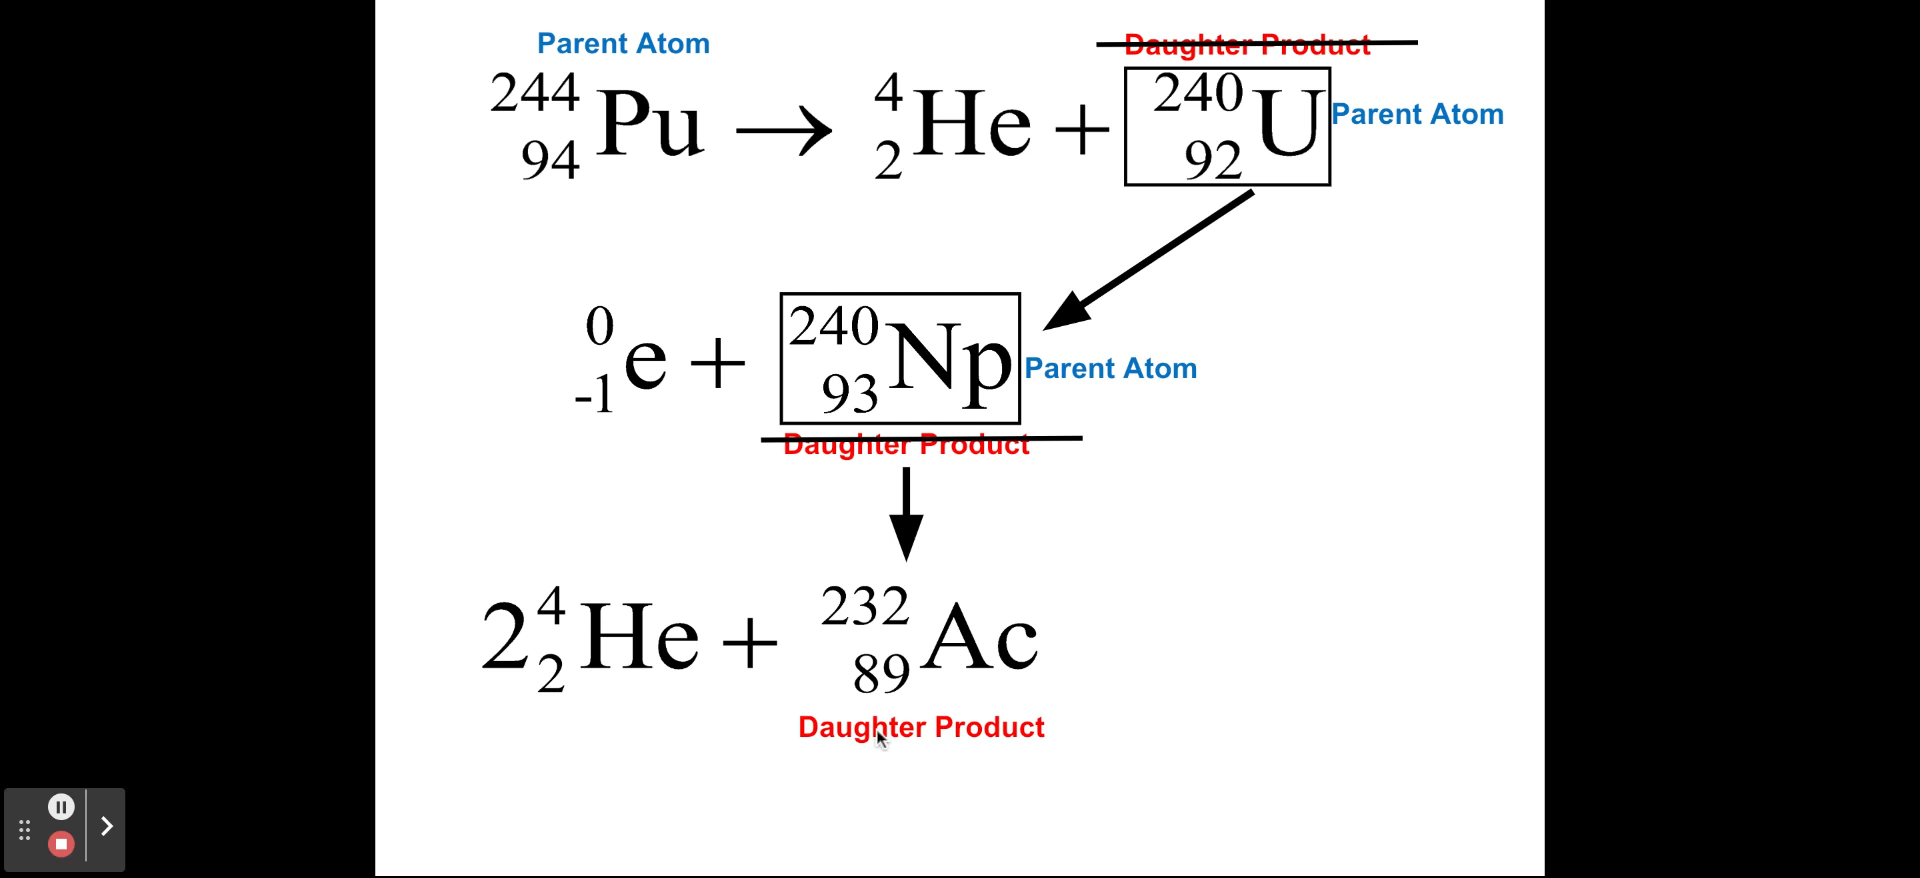 Parent Atom
Daughter Product
244 94 Pu → 4 2 He + 240 92 U Parent Atom
0 -1 e + 240 93 Np Parent Atom
Daughter Product
2 4 2 He + 232 89 Ac
Daughter Product